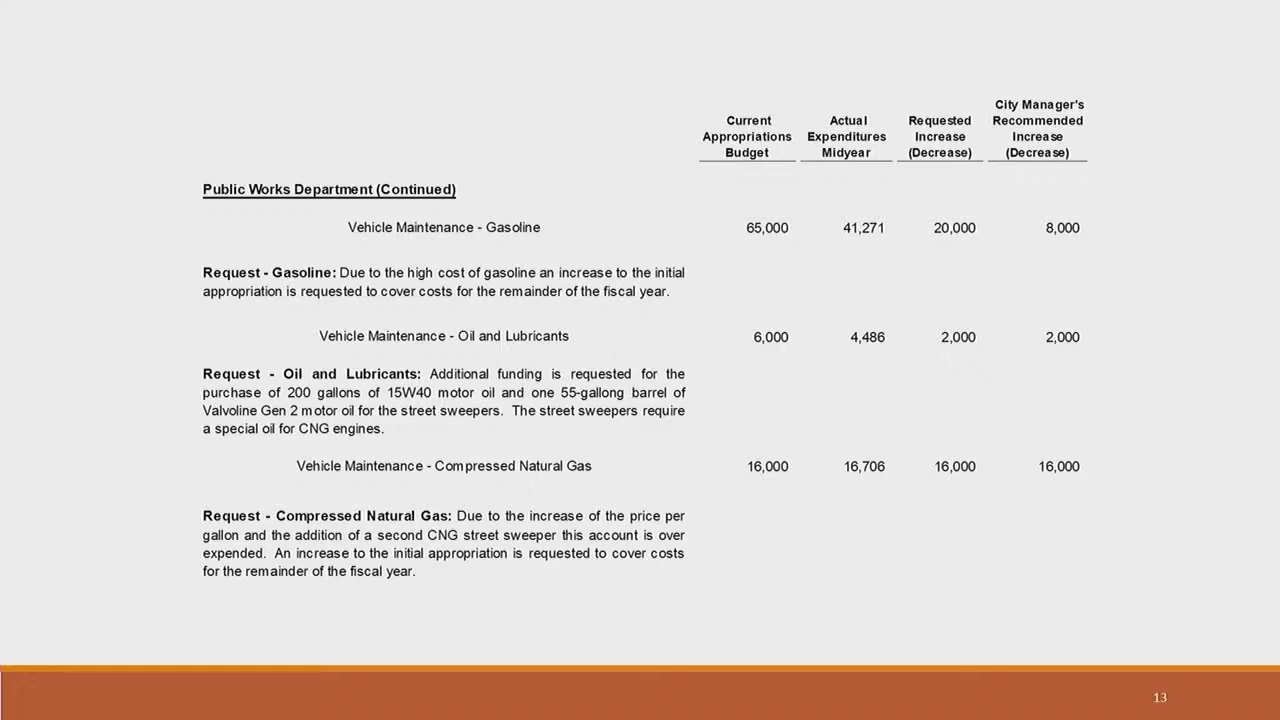 City Manager's
Current Actual Requested Recommended
Appropriations Expenditures Increase Increase
Budget Midyear (Decrease) (Decrease)
Public Works Department (Continued)
Vehicle Maintenance - Gasoline 65,000 41,271 20,000 8,000
Request - Gasoline: Due to the high cost of gasoline an increase to the initial
appropriation is requested to cover costs for the remainder of the fiscal year.
Vehicle Maintenance - Oil and Lubricants 6,000 4,486 2,000 2,000
Request - Oil and Lubricants: Additional funding is requested for the
purchase of 200 gallons of 15W40 motor oil and one 55-gallong barrel of
Valvoline Gen 2 motor oil for the street sweepers. The street sweepers require
a special oil for CNG engines.
Vehicle Maintenance - Compressed Natural Gas 16,000 16,706 16,000 16,000
Request - Compressed Natural Gas: Due to the increase of the price per
gallon and the addition of a second CNG street sweeper this account is over
expended. An increase to the initial appropriation is requested to cover costs
for the remainder of the fiscal year.
13